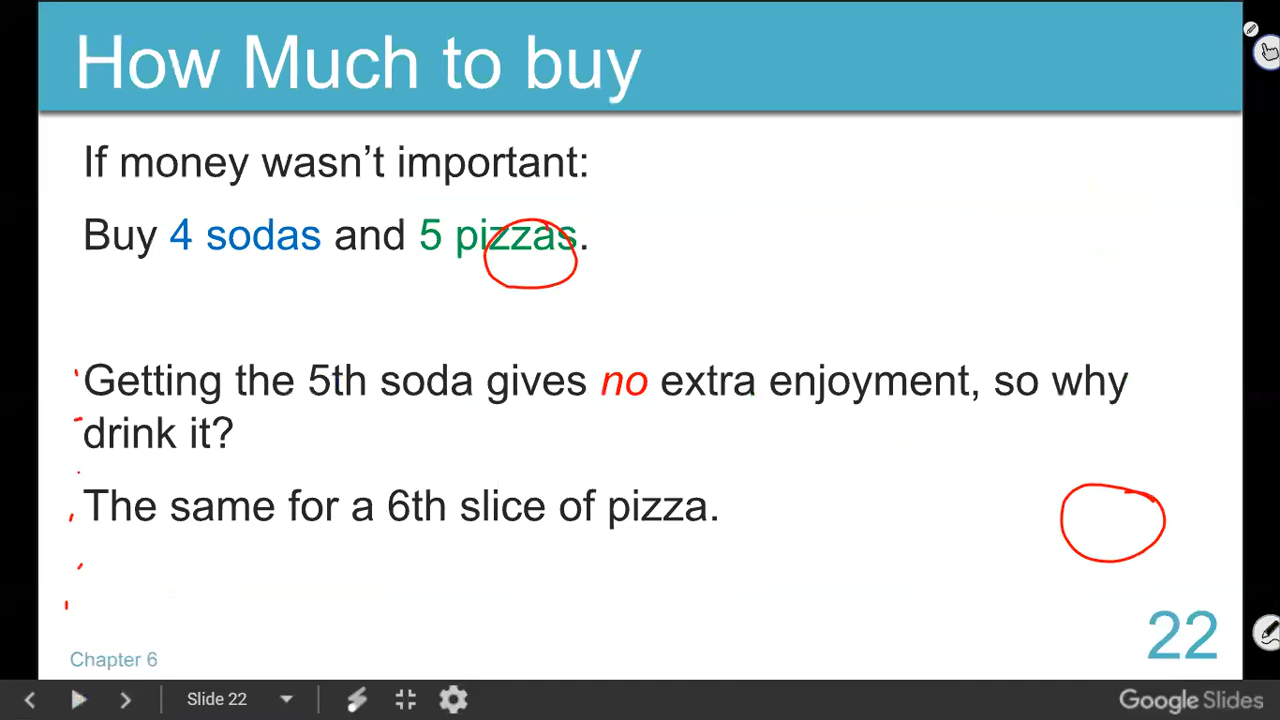 How Much to buy
If money wasn't important:
Buy 4 sodas and 5 pizzas.
Getting the 5th soda gives no extra enjoyment, so why
drink it?
The same for a 6th slice of pizza.
22
Chapter 6
Slide 22
Google Slides